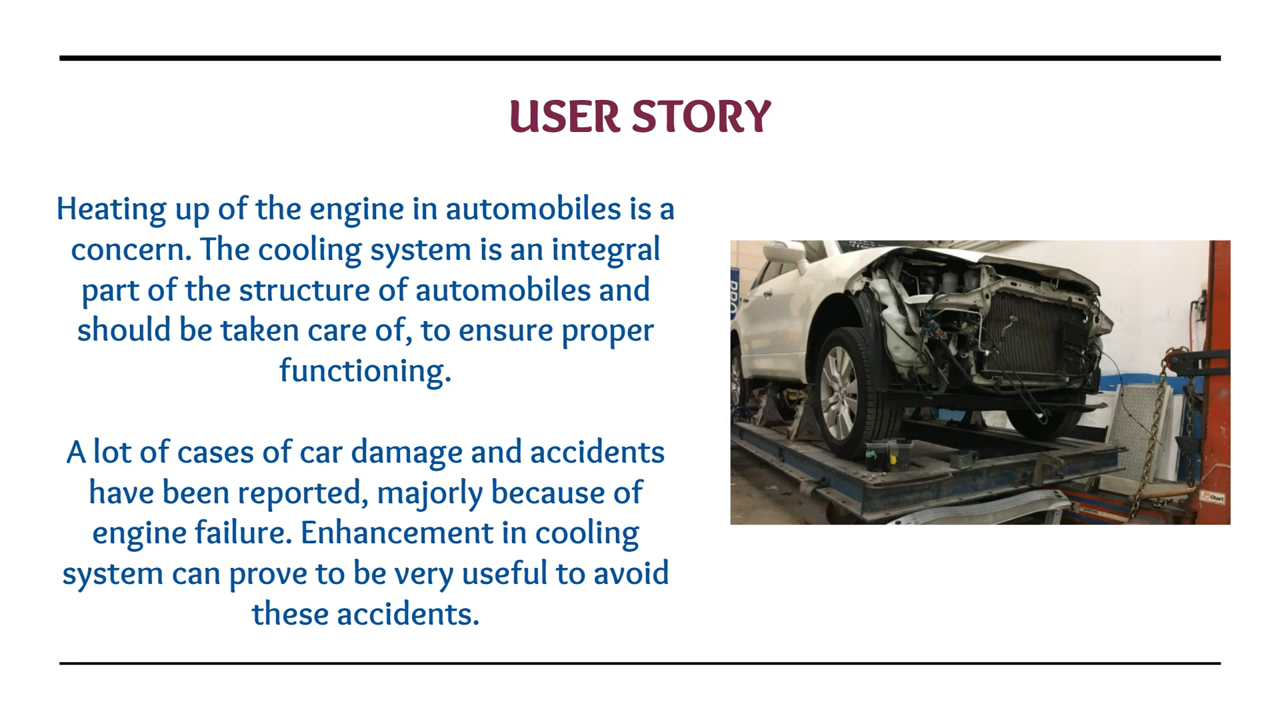 USER STORY
Heating up of the engine in automobiles is a
concern. The cooling system is an integral
part of the structure of automobiles and
should be taken care of, to ensure proper
functioning.
A lot of cases of car damage and accidents
have been reported, majorly because of
engine failure. Enhancement in cooling
system can prove to be very useful to avoid
these accidents.
Chart